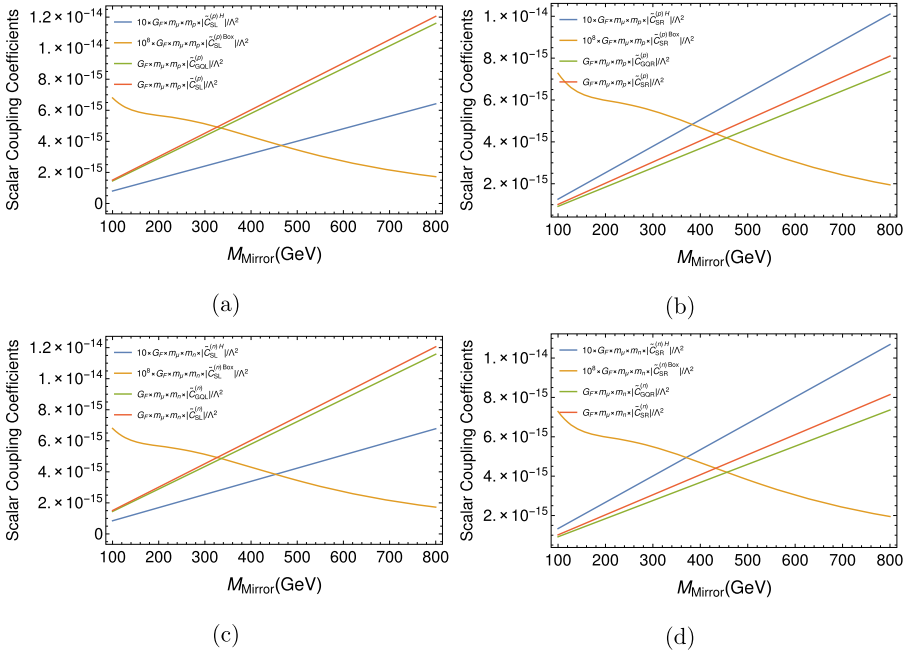 Scalar Coupling Coefficients
1.2×10⁻¹⁴
1.×10⁻¹⁴
8.×10⁻¹⁵
6.×10⁻¹⁵
4.×10⁻¹⁵
2.×10⁻¹⁵
0
10×G_F×m_μ×m_p×|C̃_SL^(p) H|/Λ²
10⁸×G_F×m_μ×m_p×|C̃_SL^(p) Box|/Λ²
G_F×m_μ×m_p×|C̃_GQL^(p)|/Λ²
G_F×m_μ×m_p×|C̃_SL^(p)|/Λ²
100 200 300 400 500 600 700 800
M_Mirror(GeV)
(a)
Scalar Coupling Coefficients
1.×10⁻¹⁴
8.×10⁻¹⁵
6.×10⁻¹⁵
4.×10⁻¹⁵
2.×10⁻¹⁵
10×G_F×m_μ×m_p×|C̃_SR^(p) H|/Λ²
10⁸×G_F×m_μ×m_p×|C̃_SR^(p) Box|/Λ²
G_F×m_μ×m_p×|C̃_GQR^(p)|/Λ²
G_F×m_μ×m_p×|C̃_SR^(p)|/Λ²
100 200 300 400 500 600 700 800
M_Mirror(GeV)
(b)
Scalar Coupling Coefficients
1.2×10⁻¹⁴
1.×10⁻¹⁴
8.×10⁻¹⁵
6.×10⁻¹⁵
4.×10⁻¹⁵
2.×10⁻¹⁵
0
10×G_F×m_μ×m_n×|C̃_SL^(n) H|/Λ²
10⁸×G_F×m_μ×m_n×|C̃_SL^(n) Box|/Λ²
G_F×m_μ×m_n×|C̃_GQL^(n)|/Λ²
G_F×m_μ×m_n×|C̃_SL^(n)|/Λ²
100 200 300 400 500 600 700 800
M_Mirror(GeV)
(c)
Scalar Coupling Coefficients
1.×10⁻¹⁴
8.×10⁻¹⁵
6.×10⁻¹⁵
4.×10⁻¹⁵
2.×10⁻¹⁵
10×G_F×m_μ×m_n×|C̃_SR^(n) H|/Λ²
10⁸×G_F×m_μ×m_n×|C̃_SR^(n) Box|/Λ²
G_F×m_μ×m_n×|C̃_GQR^(n)|/Λ²
G_F×m_μ×m_n×|C̃_SR^(n)|/Λ²
100 200 300 400 500 600 700 800
M_Mirror(GeV)
(d)